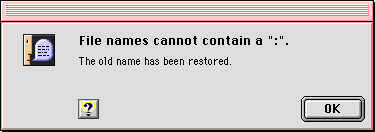 File names cannot contain a ":".
The old name has been restored.
?
OK